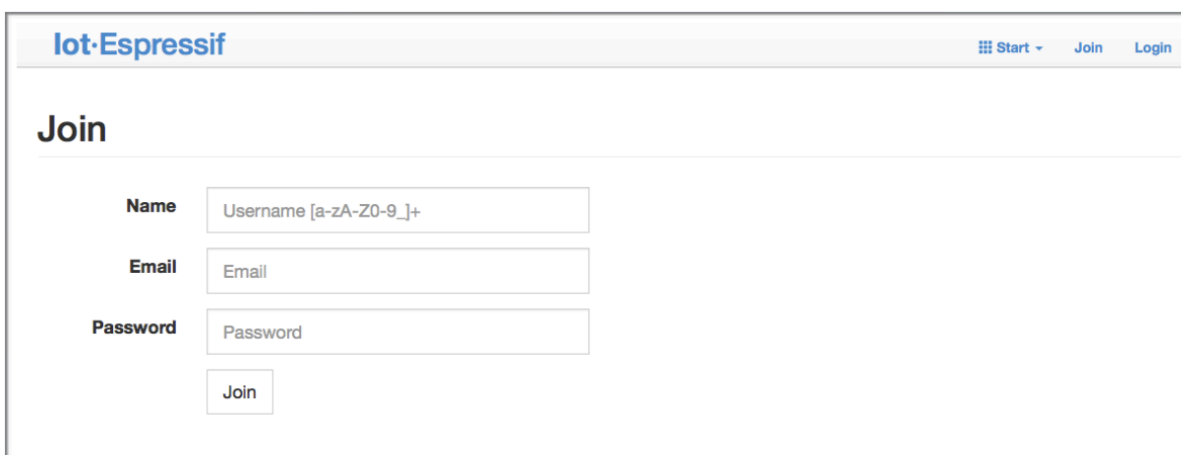 Iot·Espressif
Start Join Login
Join
Name Username [a-zA-Z0-9_]+
Email Email
Password Password
Join